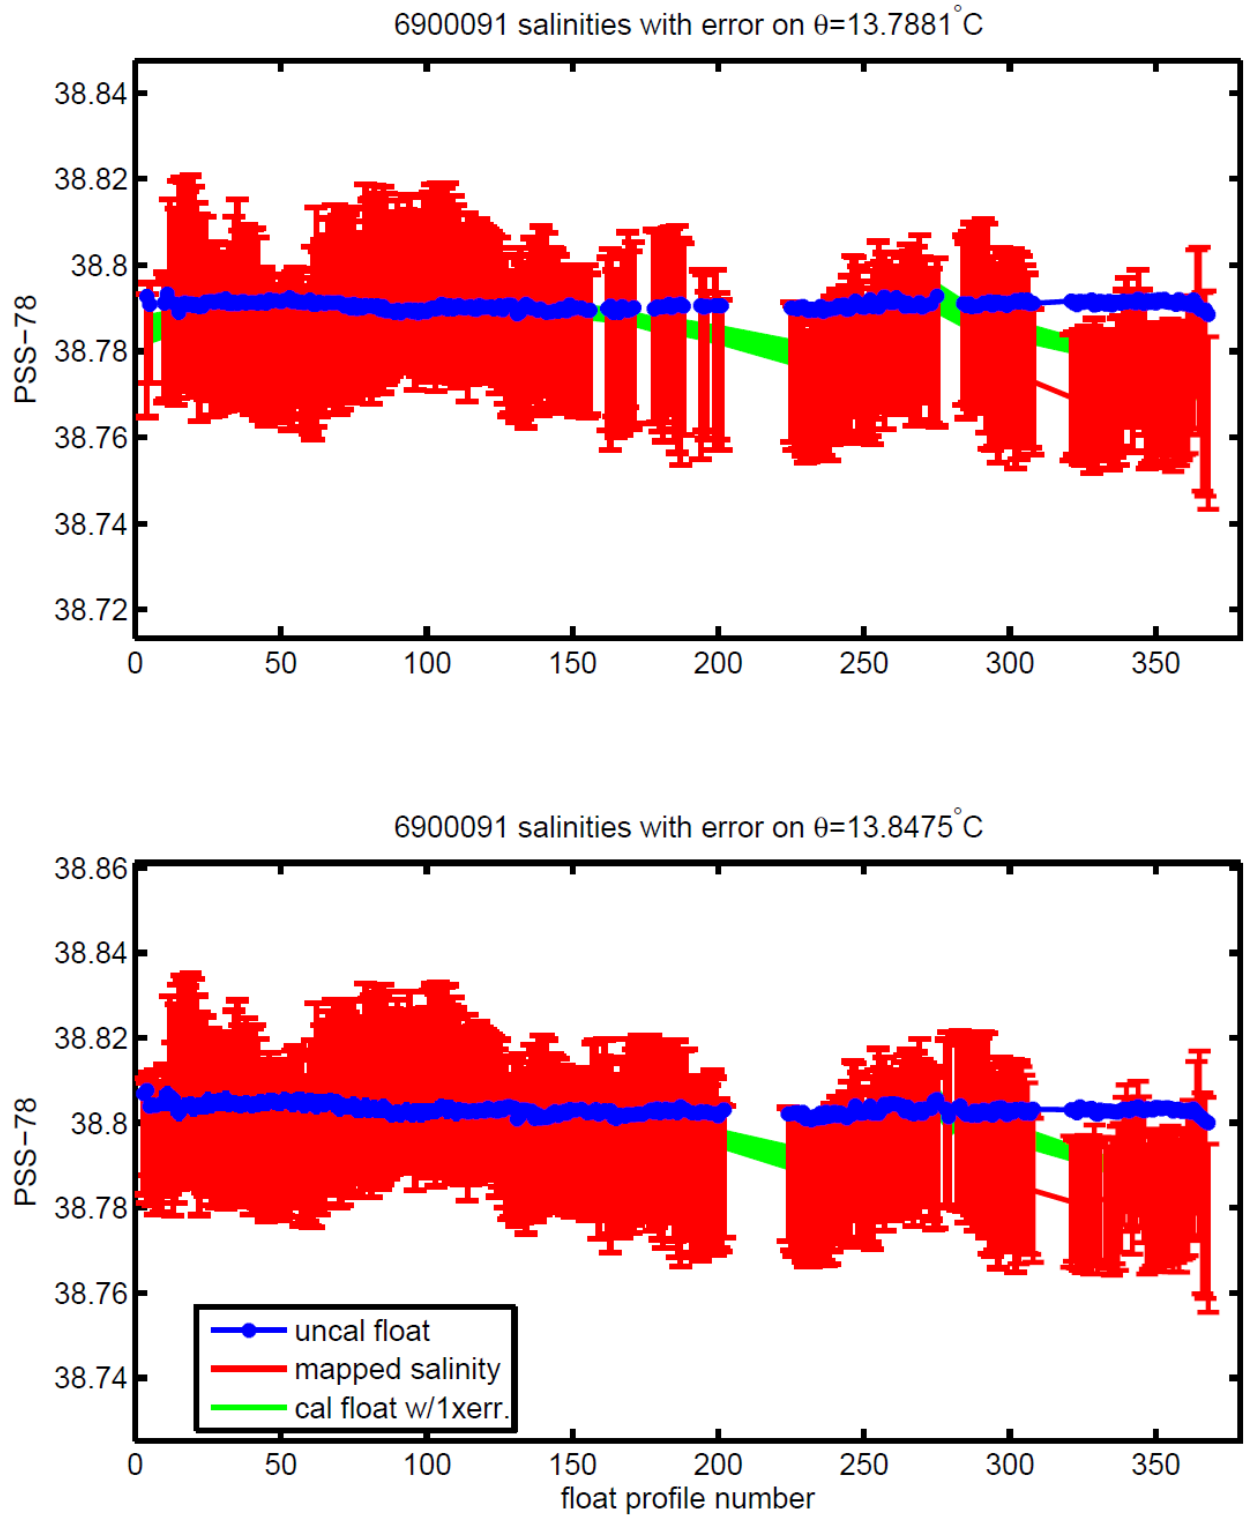 6900091 salinities with error on θ=13.7881°C
PSS−78
38.84
38.82
38.8
38.78
38.76
38.74
38.72
0 50 100 150 200 250 300 350
6900091 salinities with error on θ=13.8475°C
PSS−78
38.86
38.84
38.82
38.8
38.78
38.76
38.74
uncal float
mapped salinity
cal float w/1xerr.
0 50 100 150 200 250 300 350
float profile number